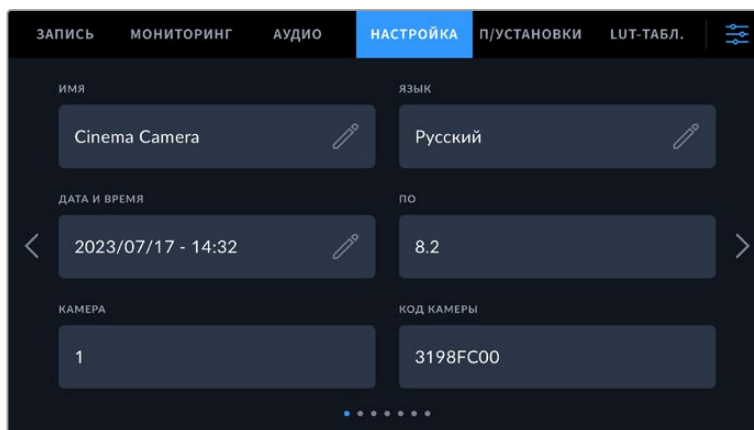 ЗАПИСЬ МОНИТОРИНГ АУДИО НАСТРОЙКА П/УСТАНОВКИ LUT-ТАБЛ.
ИМЯ ЯЗЫК
Cinema Camera Русский
ДАТА И ВРЕМЯ ПО
2023/07/17 - 14:32 8.2
КАМЕРА КОД КАМЕРЫ
1 3198FC00